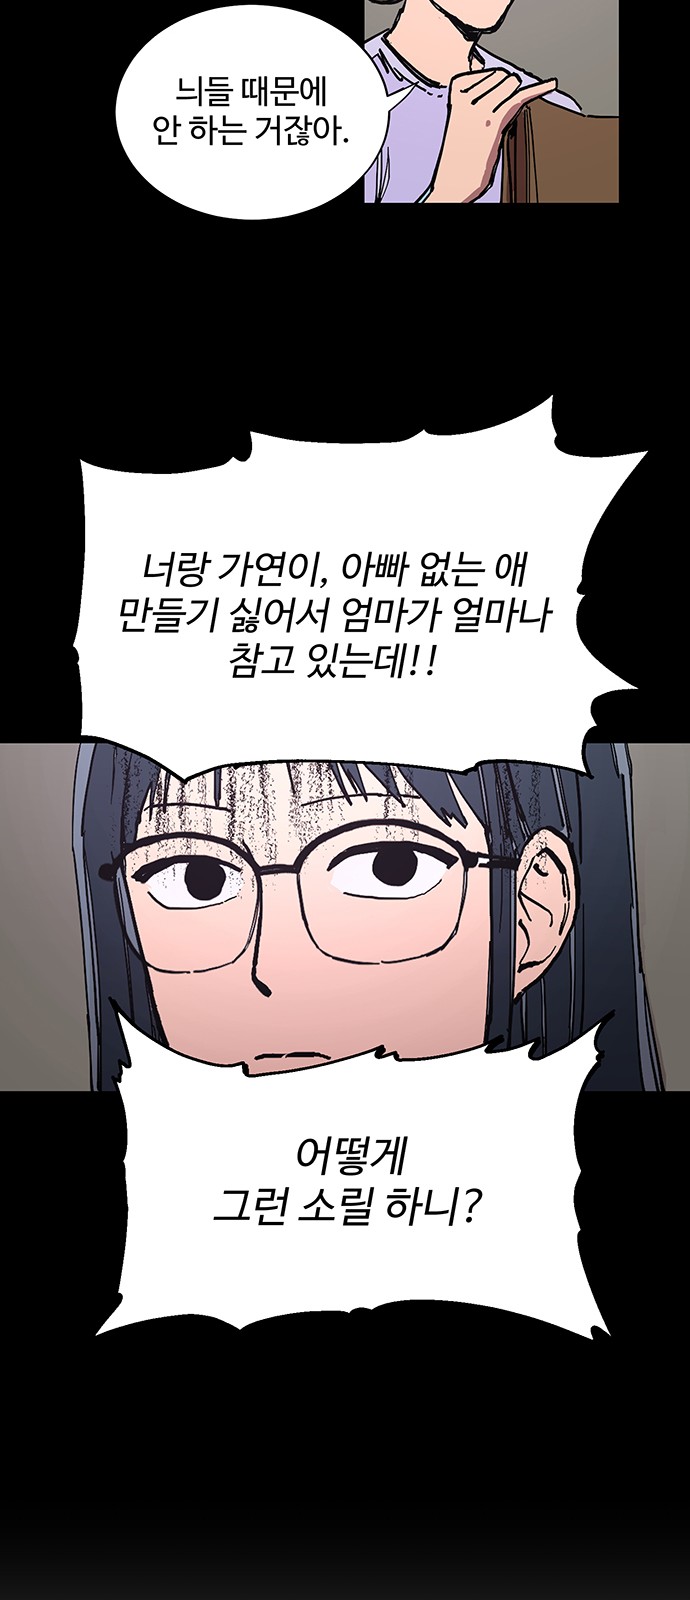 늬들 때문에
안 하는 거잖아.
너랑 가연이, 아빠 없는 애
만들기 싫어서 엄마가 얼마나
참고 있는데!!
어떻게
그런 소릴 하니?